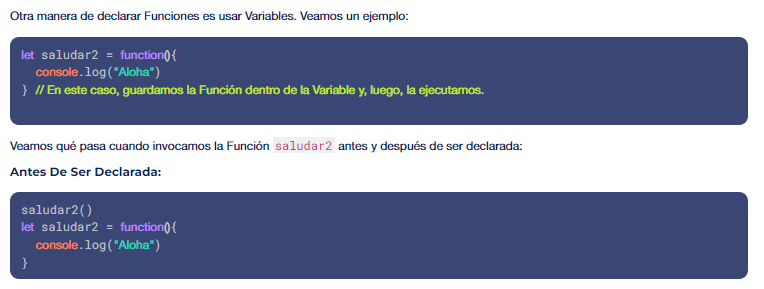 Otra manera de declarar Funciones es usar Variables. Veamos un ejemplo:
let saludar2 = function(){
  console.log("Aloha")
} // En este caso, guardamos la Función dentro de la Variable y, luego, la ejecutamos.
Veamos qué pasa cuando invocamos la Función saludar2 antes y después de ser declarada:
Antes De Ser Declarada:
saludar2()
let saludar2 = function(){
  console.log("Aloha")
}